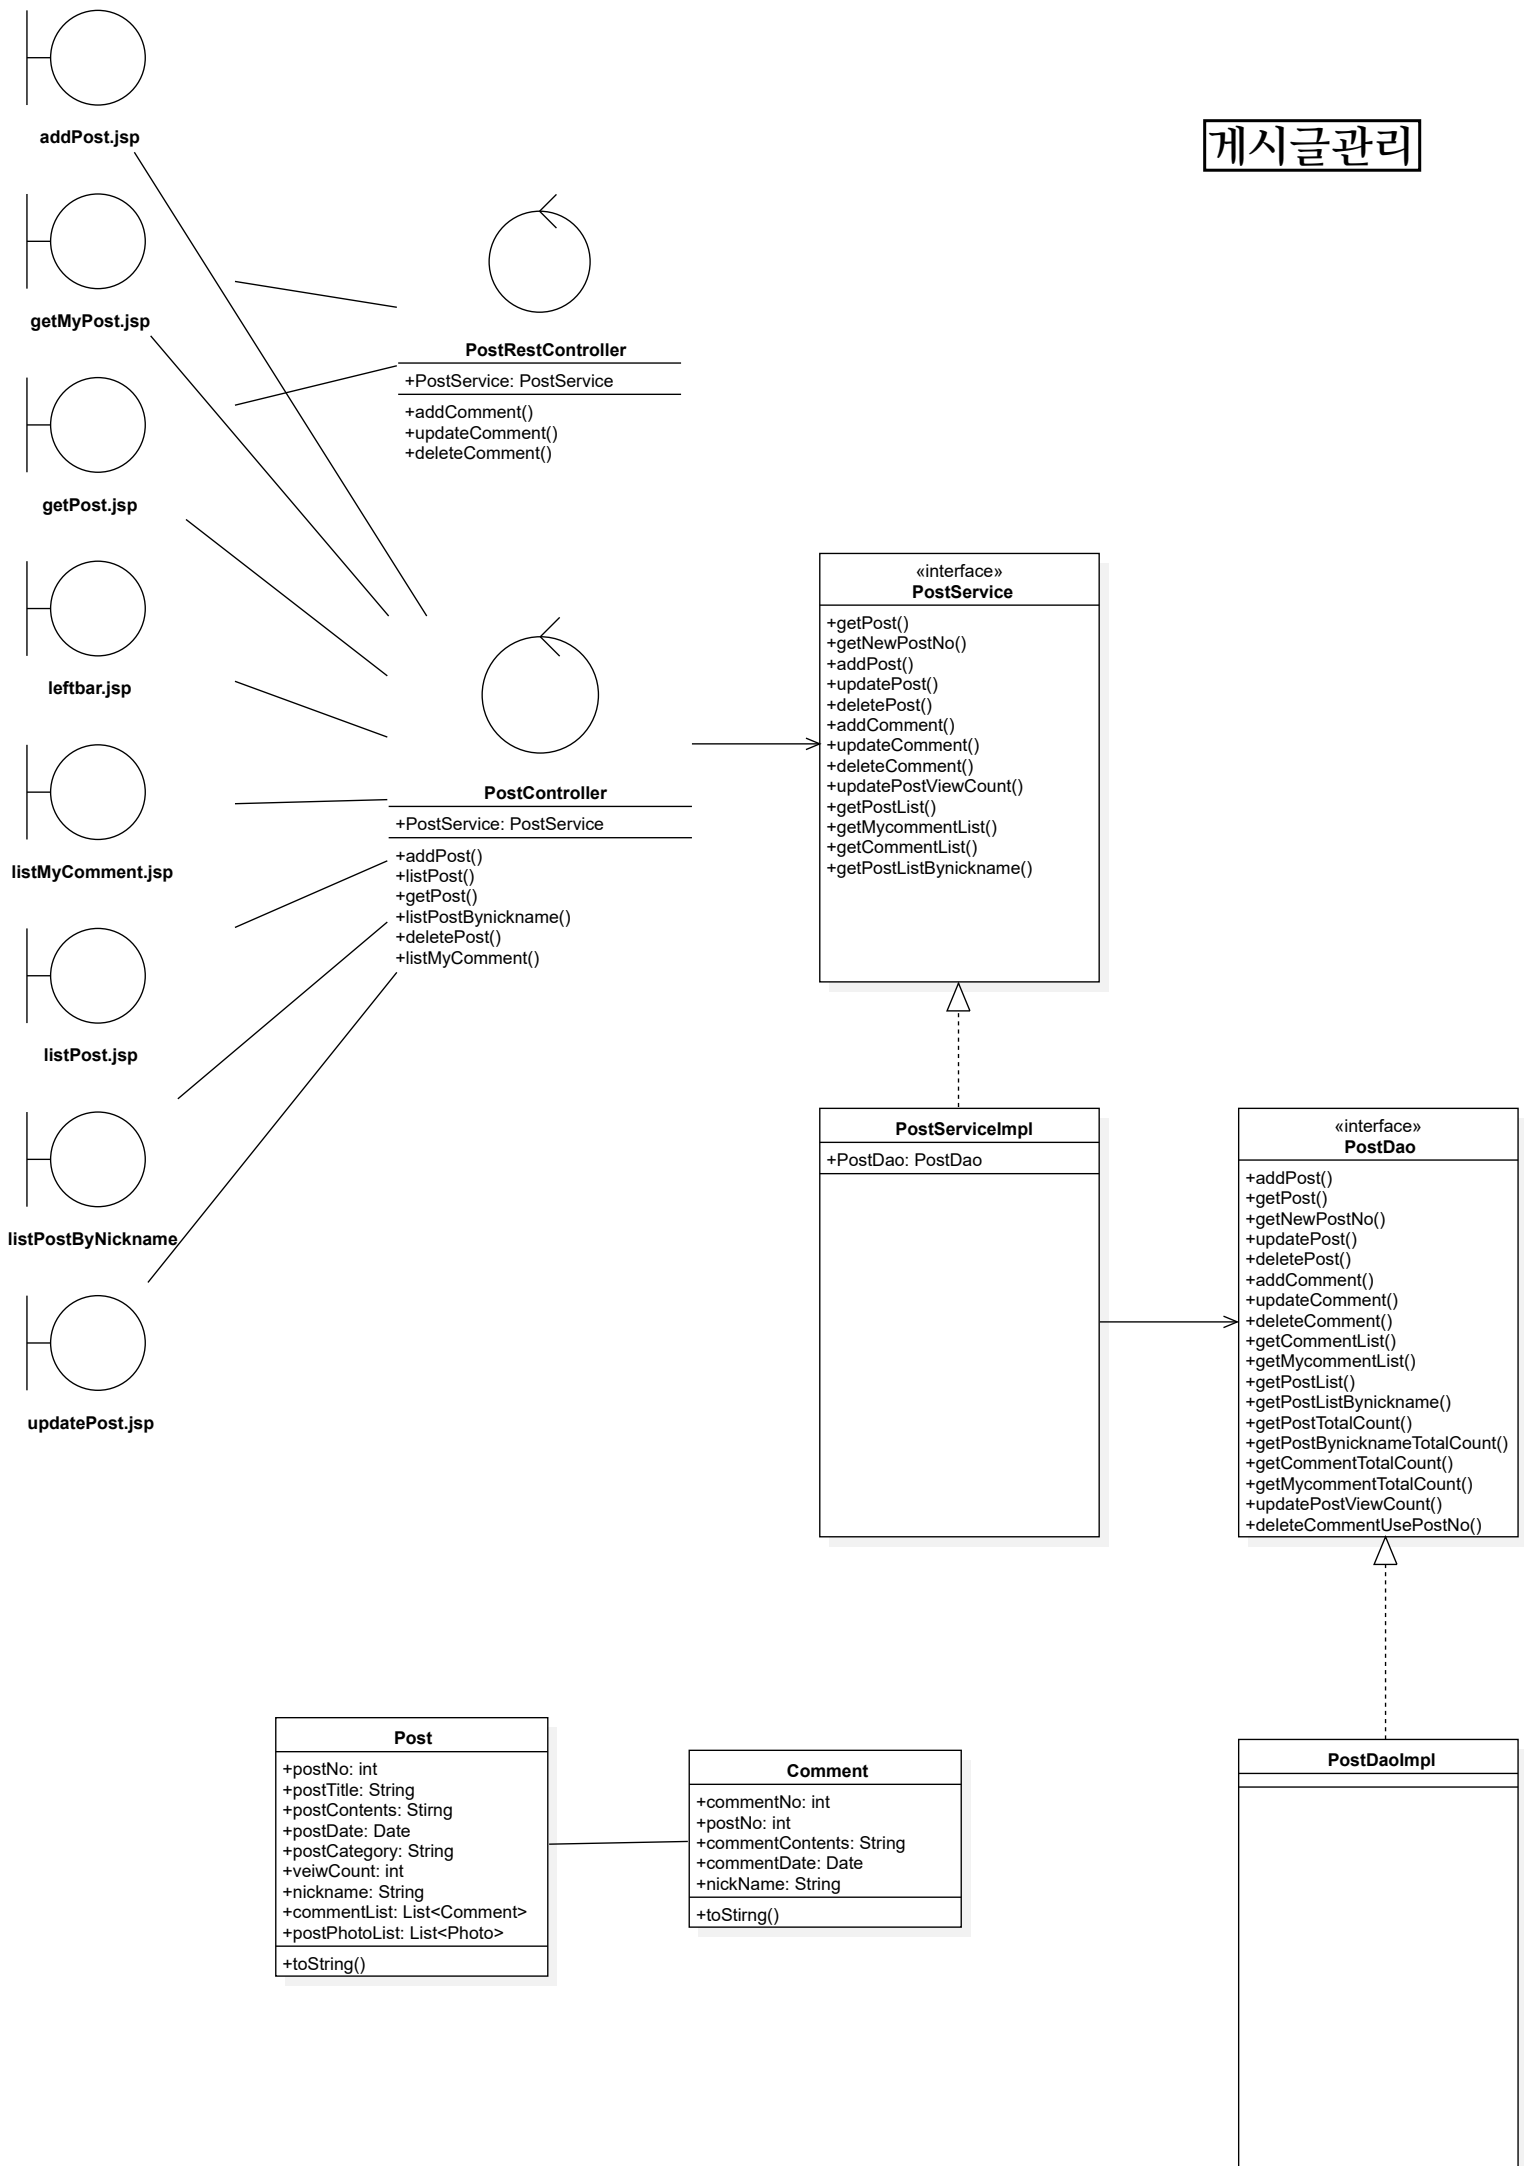 addPost.jsp
게시글관리
getMyPost.jsp
PostRestController
+PostService: PostService
+addComment()
+updateComment()
+deleteComment()
getPost.jsp
leftbar.jsp
listMyComment.jsp
listPost.jsp
listPostByNickname
updatePost.jsp
PostController
+PostService: PostService
+addPost()
+listPost()
+getPost()
+listPostBynickname()
+deletePost()
+listMyComment()
«interface»
PostService
+getPost()
+getNewPostNo()
+addPost()
+updatePost()
+deletePost()
+addComment()
+updateComment()
+deleteComment()
+updatePostViewCount()
+getPostList()
+getMycommentList()
+getCommentList()
+getPostListBynickname()
PostServiceImpl
+PostDao: PostDao
«interface»
PostDao
+addPost()
+getPost()
+getNewPostNo()
+updatePost()
+deletePost()
+addComment()
+updateComment()
+deleteComment()
+getCommentList()
+getMycommentList()
+getPostList()
+getPostListBynickname()
+getPostTotalCount()
+getPostBynicknameTotalCount()
+getCommentTotalCount()
+getMycommentTotalCount()
+updatePostViewCount()
+deleteCommentUsePostNo()
Post
+postNo: int
+postTitle: String
+postContents: Stirng
+postDate: Date
+postCategory: String
+veiwCount: int
+nickname: String
+commentList: List<Comment>
+postPhotoList: List<Photo>
+toString()
Comment
+commentNo: int
+postNo: int
+commentContents: String
+commentDate: Date
+nickName: String
+toStirng()
PostDaoImpl